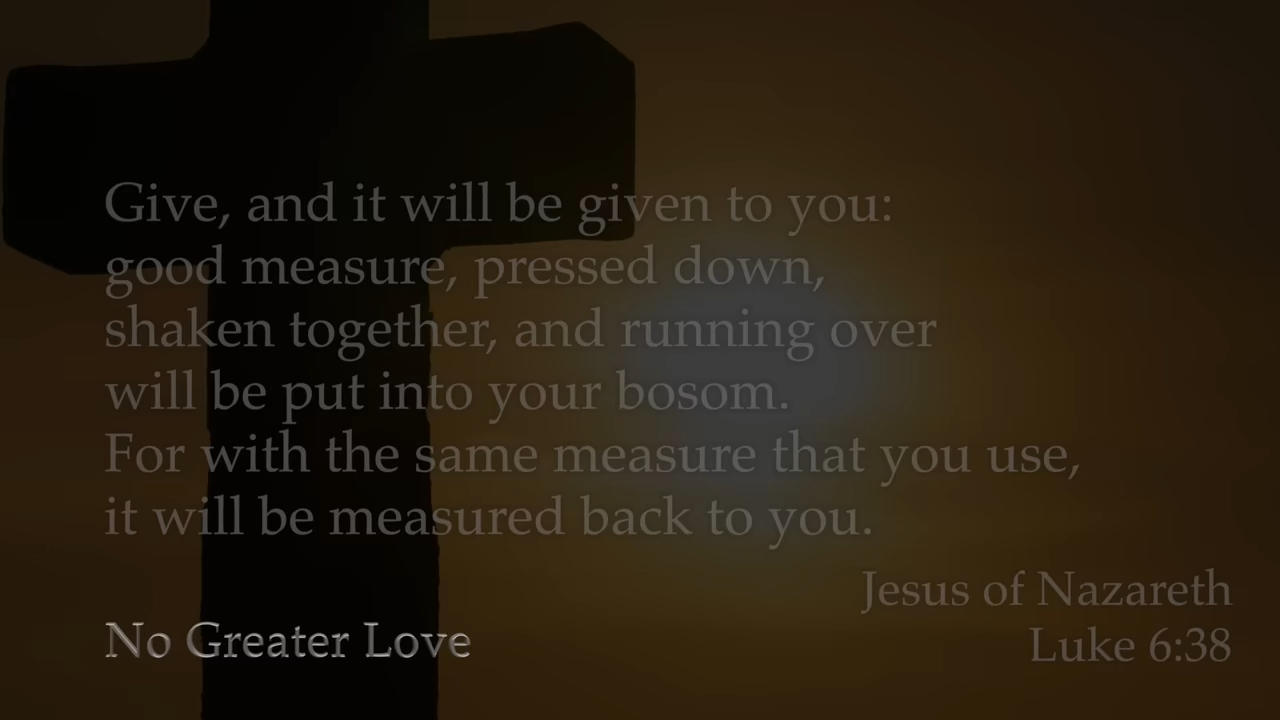 Give, and it will be given to you:
good measure, pressed down,
shaken together, and running over
will be put into your bosom.
For with the same measure that you use,
it will be measured back to you.
Jesus of Nazareth
Luke 6:38
No Greater Love